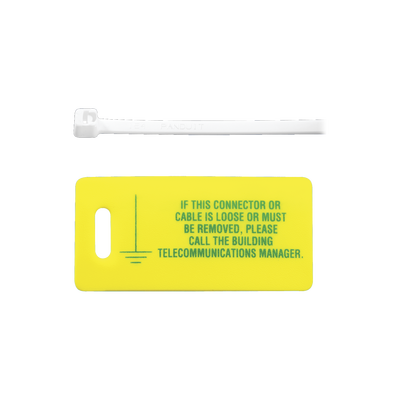 IF THIS CONNECTOR OR
CABLE IS LOOSE OR MUST
BE REMOVED, PLEASE
CALL THE BUILDING
TELECOMMUNICATIONS MANAGER.